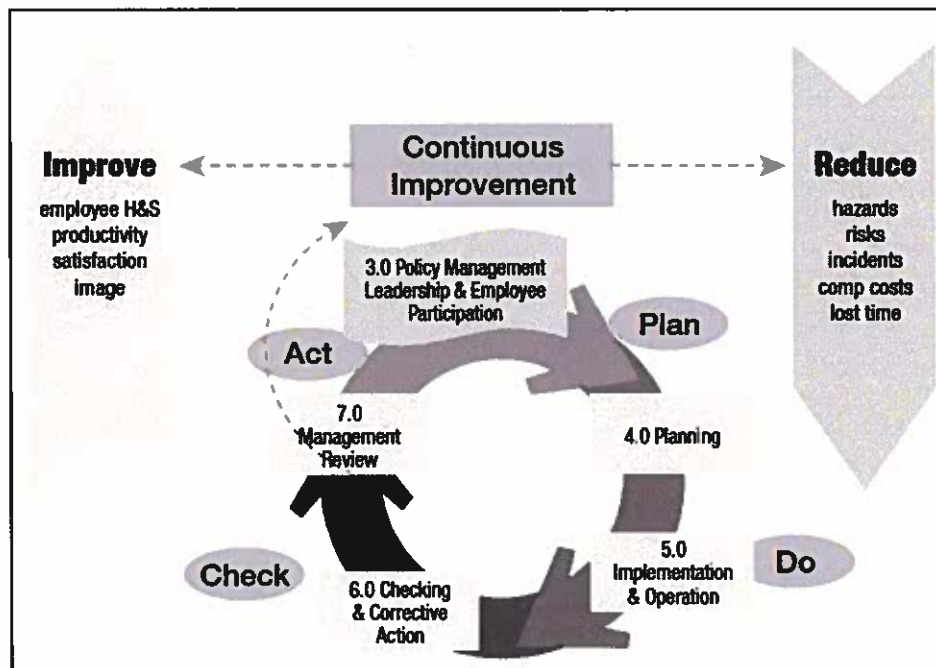 Continuous
Improvement
Improve
employee H&S
productivity
satisfaction
image
Reduce
hazards
risks
incidents
comp costs
lost time
3.0 Policy Management
Leadership & Employee
Participation
Plan
Act
7.0
Management
Review
4.0 Planning
5.0
Implementation
& Operation
Do
Check
6.0 Checking
& Corrective
Action